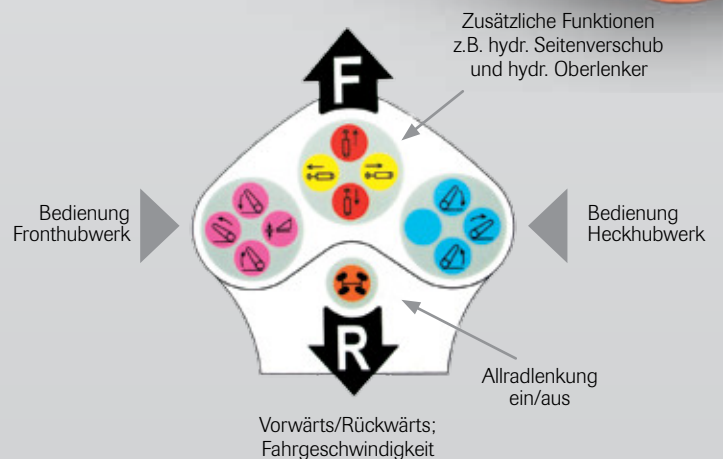 Zusätzliche Funktionen
z.B. hydr. Seitenverschub
und hydr. Oberlenker
F
Bedienung
Fronthubwerk
Bedienung
Heckhubwerk
R
Allradlenkung
ein/aus
Vorwärts/Rückwärts;
Fahrgeschwindigkeit